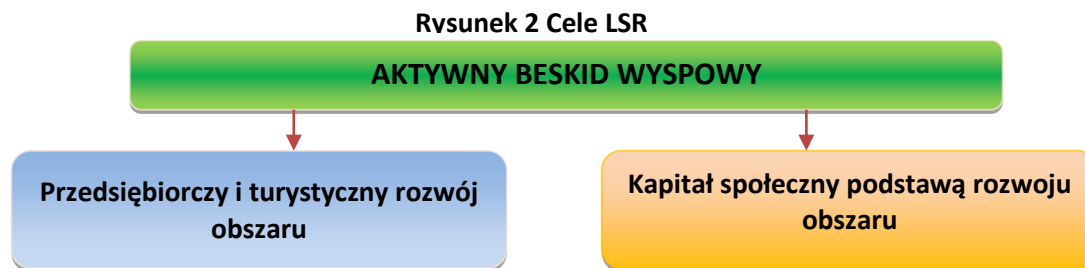 Rysunek 2 Cele LSR
AKTYWNY BESKID WYSPOWY
Przedsiębiorczy i turystyczny rozwój
obszaru
Kapitał społeczny podstawą rozwoju
obszaru